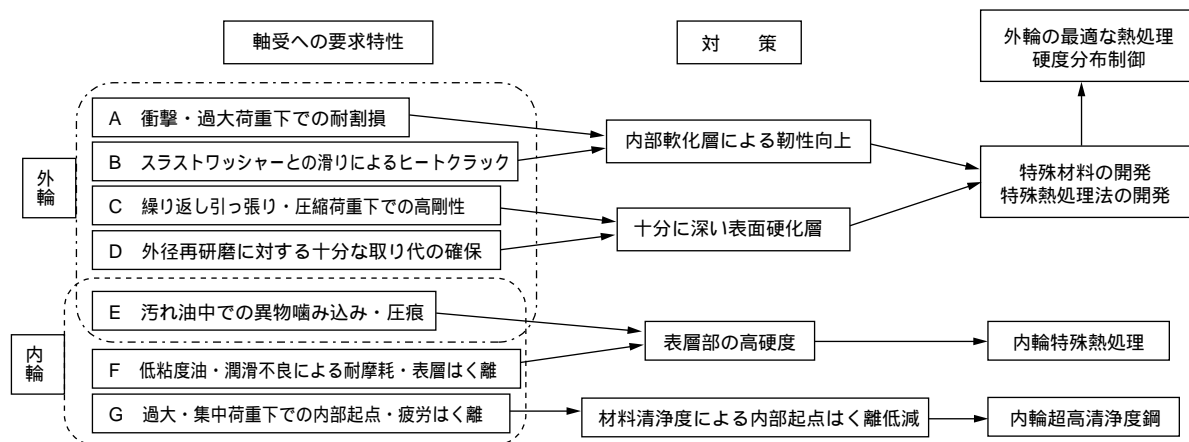 軸受への要求特性
対　策
外輪の最適な熱処理
硬度分布制御
外輪
A　衝撃・過大荷重下での耐割損
B　スラストワッシャーとの滑りによるヒートクラック
C　繰り返し引っ張り・圧縮荷重下での高剛性
D　外径再研磨に対する十分な取り代の確保
内部軟化層による靭性向上
十分に深い表面硬化層
特殊材料の開発
特殊熱処理法の開発
内輪
E　汚れ油中での異物噛み込み・圧痕
F　低粘度油・潤滑不良による耐摩耗・表層はく離
G　過大・集中荷重下での内部起点・疲労はく離
表層部の高硬度
内輪特殊熱処理
材料清浄度による内部起点はく離低減
内輪超高清浄度鋼